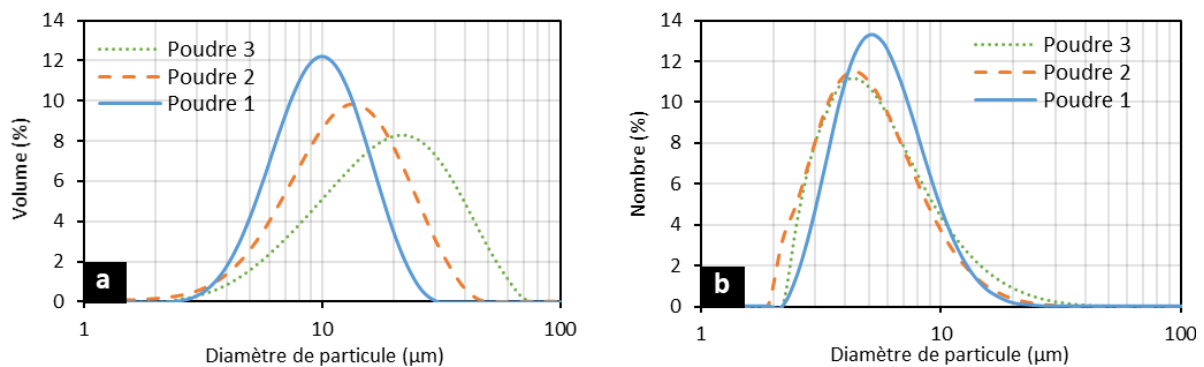 14
12
10
8
6
4
2
0
Volume (%)
Poudre 3
Poudre 2
Poudre 1
a
1
10
100
Diamètre de particule (µm)
14
12
10
8
6
4
2
0
Nombre (%)
Poudre 3
Poudre 2
Poudre 1
b
1
10
100
Diamètre de particule (µm)